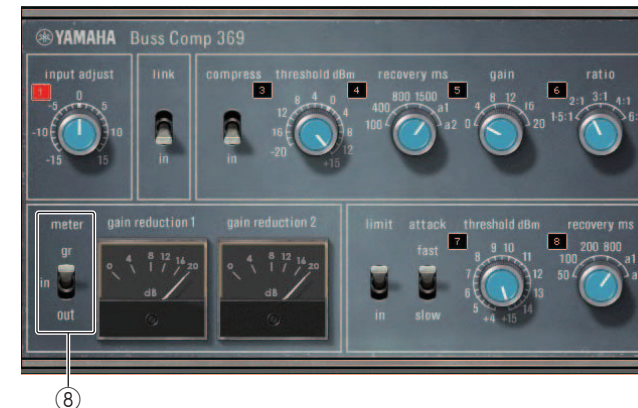 YAMAHA Buss Comp 369
input adjust
1
-15 -10 -5 0 5 10 15
link
in
compress
in
3
threshold dBm
-20 16 12 8 4 0 4 8 12 +15
4
recovery ms
100 400 800 1500 a1 a2
5
gain
0 4 8 12 16 20
6
ratio
1·5:1 2:1 3:1 4:1 6:
meter
gr
in
out
gain reduction 1
0 4 8 12 16 20
dB
gain reduction 2
0 4 8 12 16 20
dB
limit
in
attack
fast
slow
7
threshold dBm
+4 5 6 7 8 9 10 11 12 13 14 +15
8
recovery ms
50 100 200 800 a1 a
⑧